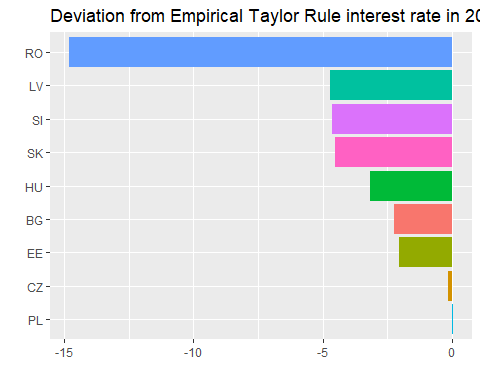 Deviation from Empirical Taylor Rule interest rate in 20
RO
LV
SI
SK
HU
BG
EE
CZ
PL
-15
-10
-5
0